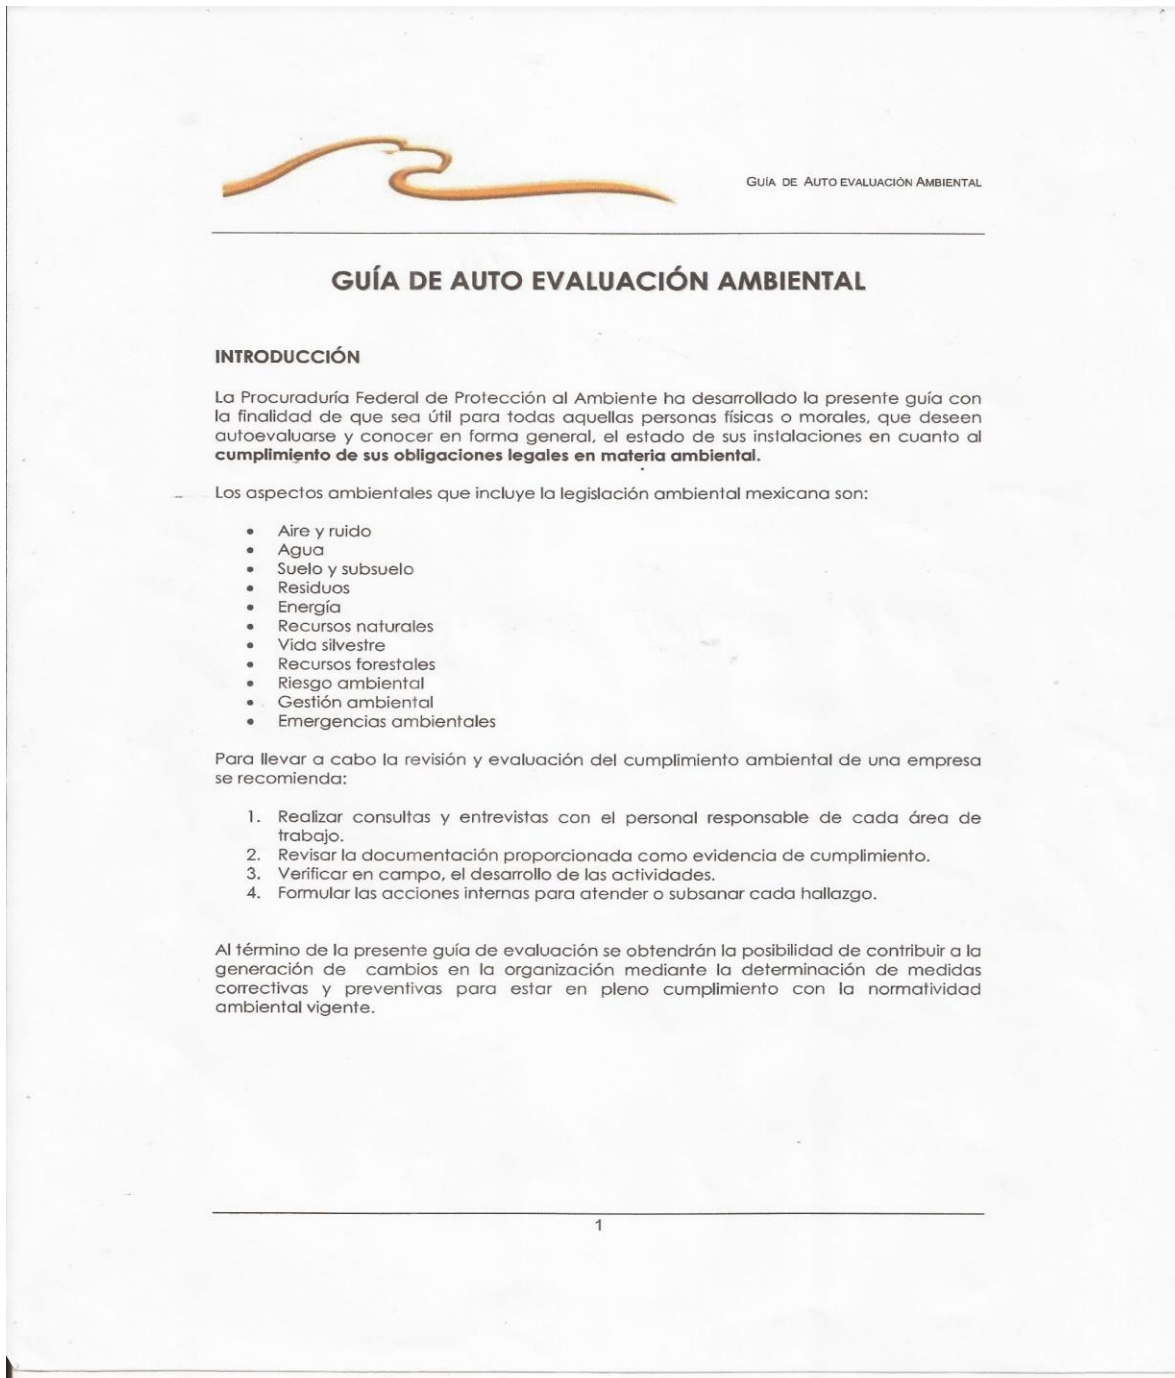 GUÍA DE AUTO EVALUACIÓN AMBIENTAL
GUÍA DE AUTO EVALUACIÓN AMBIENTAL
INTRODUCCIÓN
La Procuraduría Federal de Protección al Ambiente ha desarrollado la presente guía con
la finalidad de que sea útil para todas aquellas personas físicas o morales, que deseen
autoevaluarse y conocer en forma general, el estado de sus instalaciones en cuanto al
cumplimiento de sus obligaciones legales en materia ambiental.
Los aspectos ambientales que incluye la legislación ambiental mexicana son:
• Aire y ruido
• Agua
• Suelo y subsuelo
• Residuos
• Energía
• Recursos naturales
• Vida silvestre
• Recursos forestales
• Riesgo ambiental
• Gestión ambiental
• Emergencias ambientales
Para llevar a cabo la revisión y evaluación del cumplimiento ambiental de una empresa
se recomienda:
1. Realizar consultas y entrevistas con el personal responsable de cada área de
trabajo.
2. Revisar la documentación proporcionada como evidencia de cumplimiento.
3. Verificar en campo, el desarrollo de las actividades.
4. Formular las acciones internas para atender o subsanar cada hallazgo.
Al término de la presente guía de evaluación se obtendrán la posibilidad de contribuir a la
generación de cambios en la organización mediante la determinación de medidas
correctivas y preventivas para estar en pleno cumplimiento con la normatividad
ambiental vigente.
1